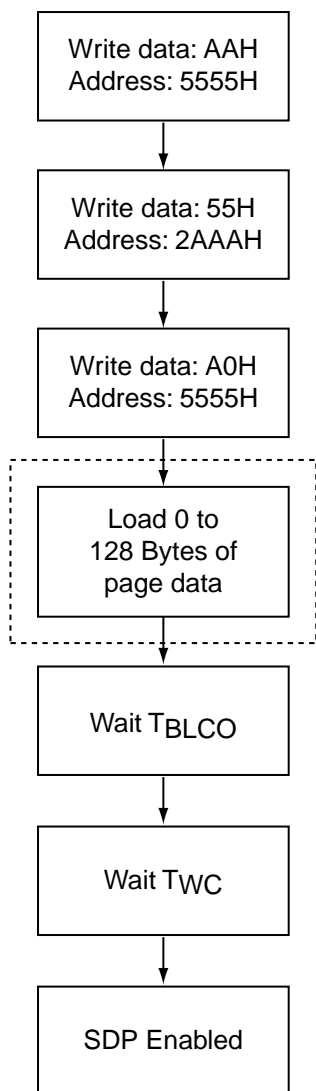 Write data: AAH
Address: 5555H
Write data: 55H
Address: 2AAAH
Write data: A0H
Address: 5555H
Load 0 to
128 Bytes of
page data
Wait TBLCO
Wait TWC
SDP Enabled